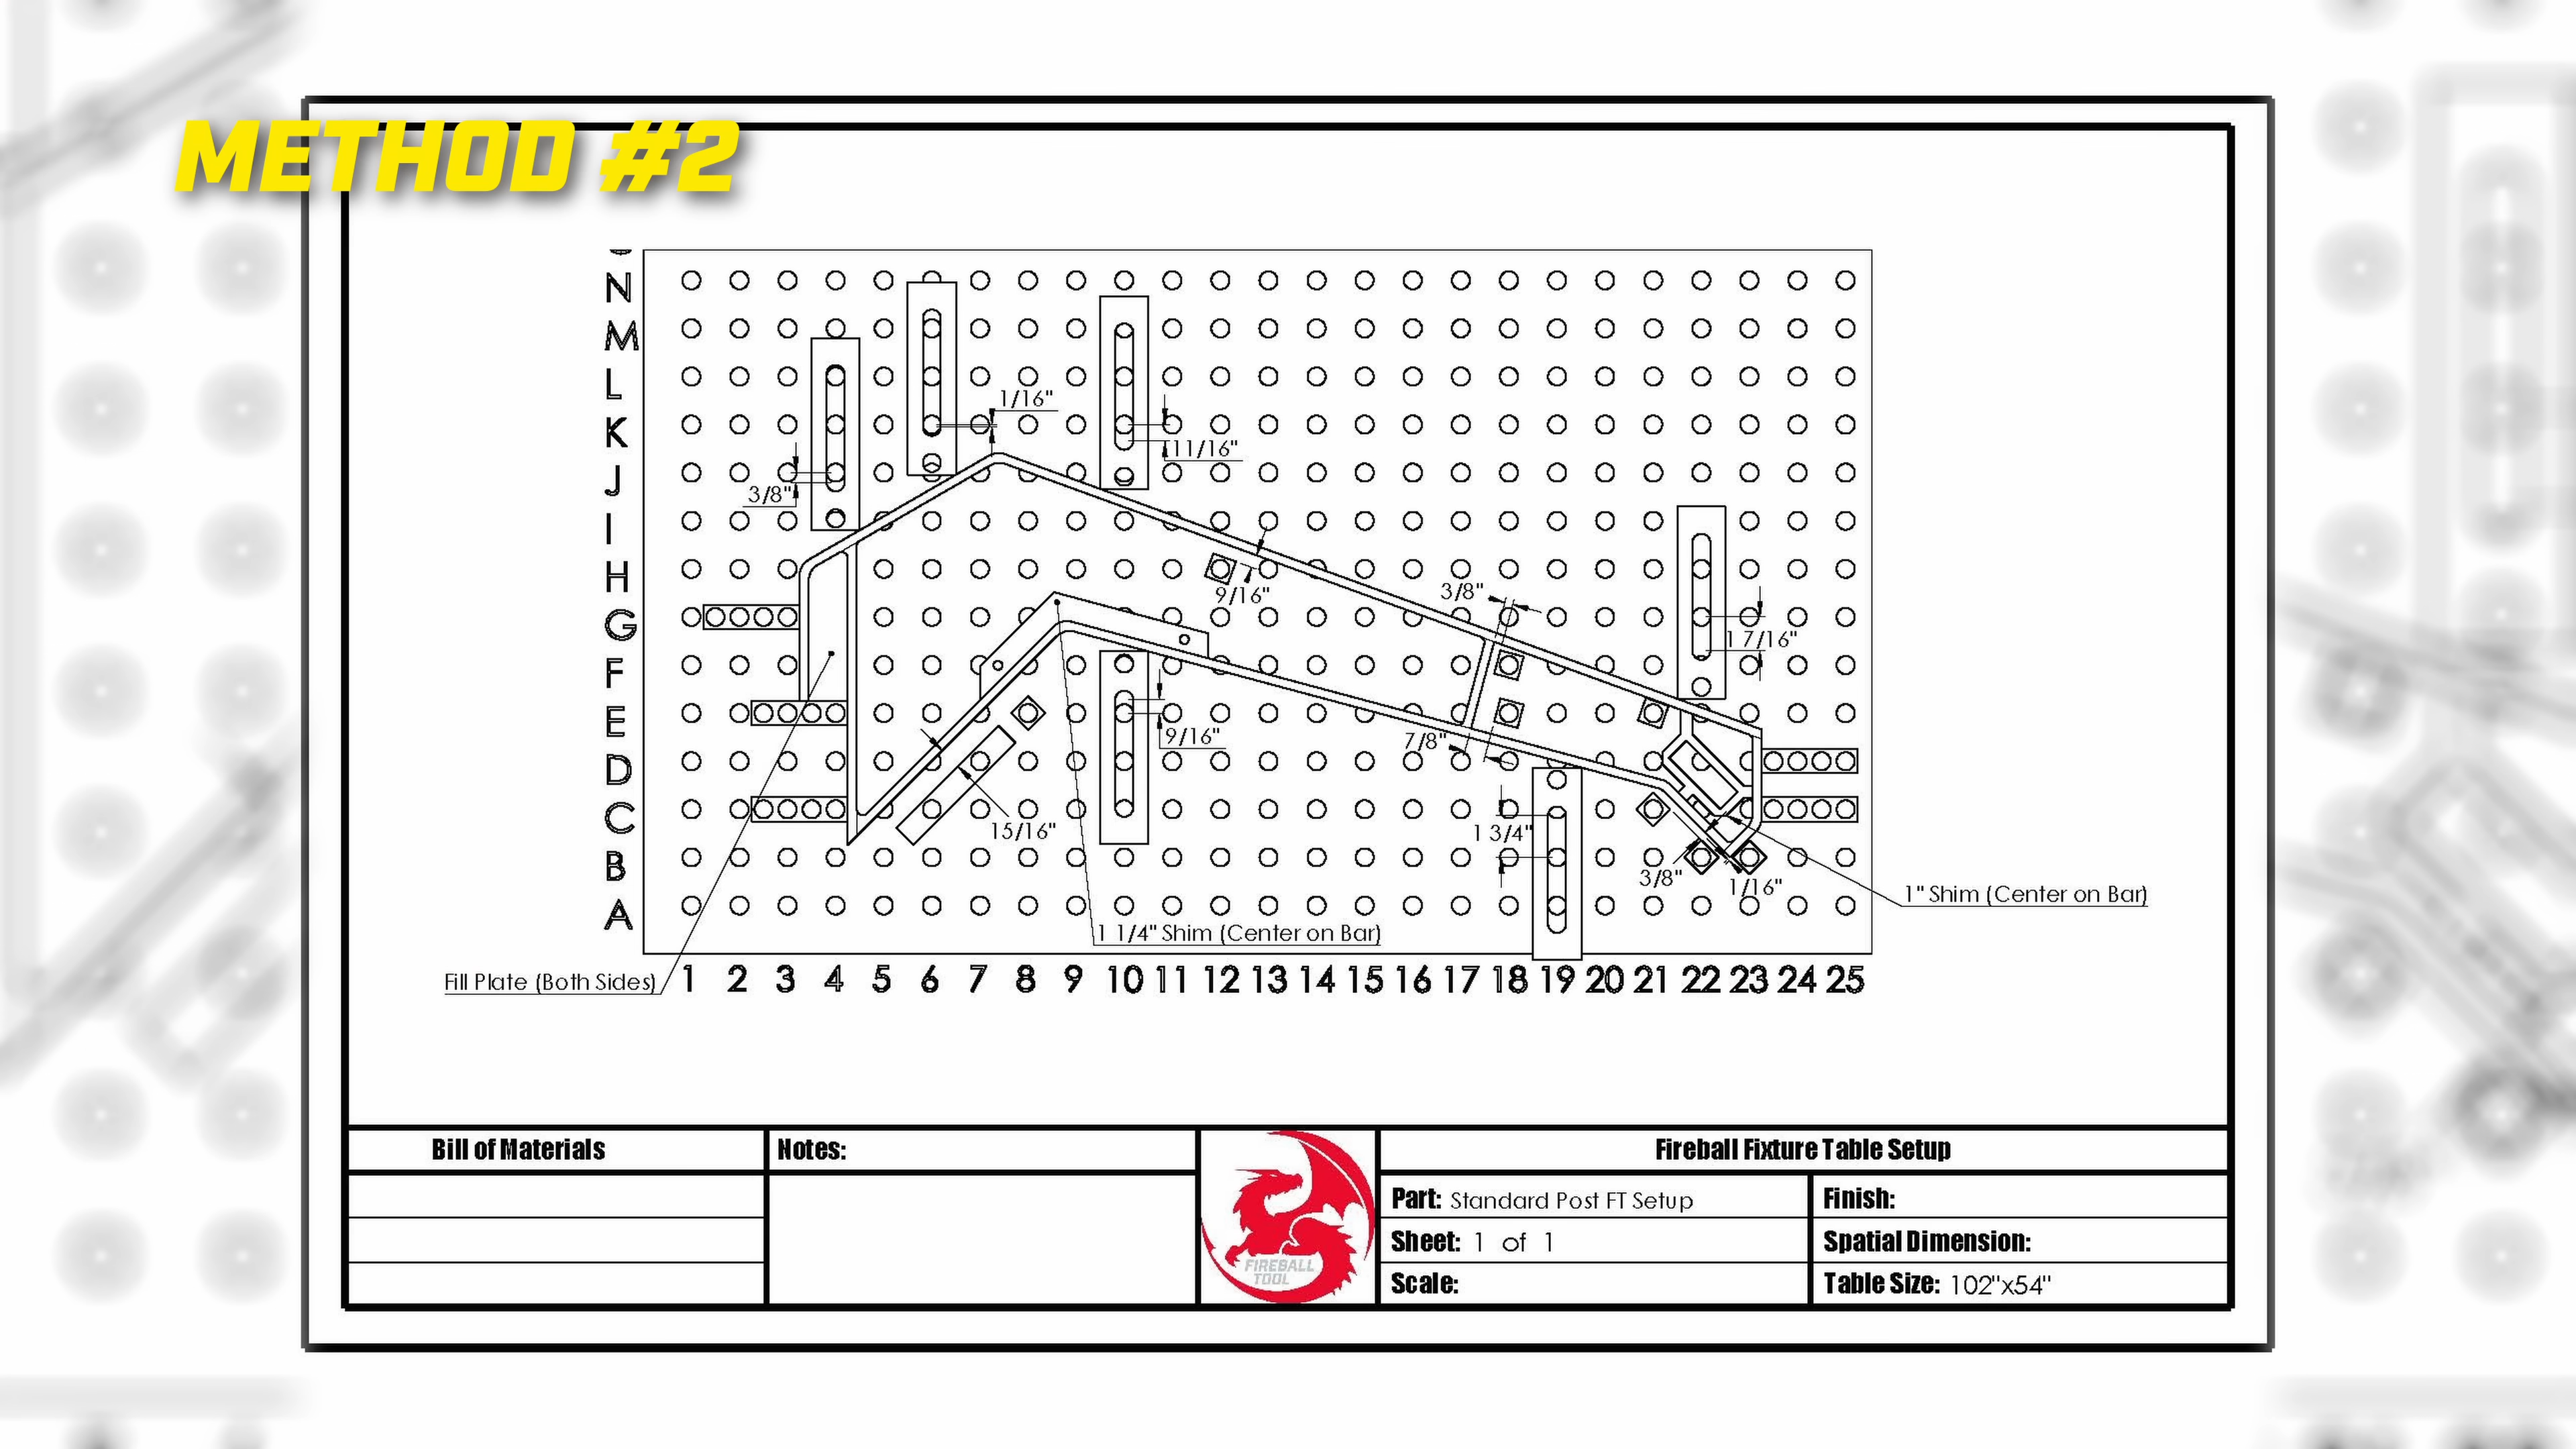 METHOD #2
N
M
L
K
J
I
H
G
F
E
D
C
B
A
1/16"
11/16"
3/8"
9/16"
3/8"
1 7/16"
9/16"
7/8"
15/16"
1 3/4"
3/8"
1/16"
1" Shim (Center on Bar)
1 1/4" Shim (Center on Bar)
Fill Plate (Both Sides)
1 2 3 4 5 6 7 8 9 10 11 12 13 14 15 16 17 18 19 20 21 22 23 24 25
Bill of Materials
Notes:
FIREBALL
TOOL
Fireball Fixture Table Setup
Part: Standard Post FT Setup
Finish:
Sheet: 1 of 1
Spatial Dimension:
Scale:
Table Size: 102"x54"